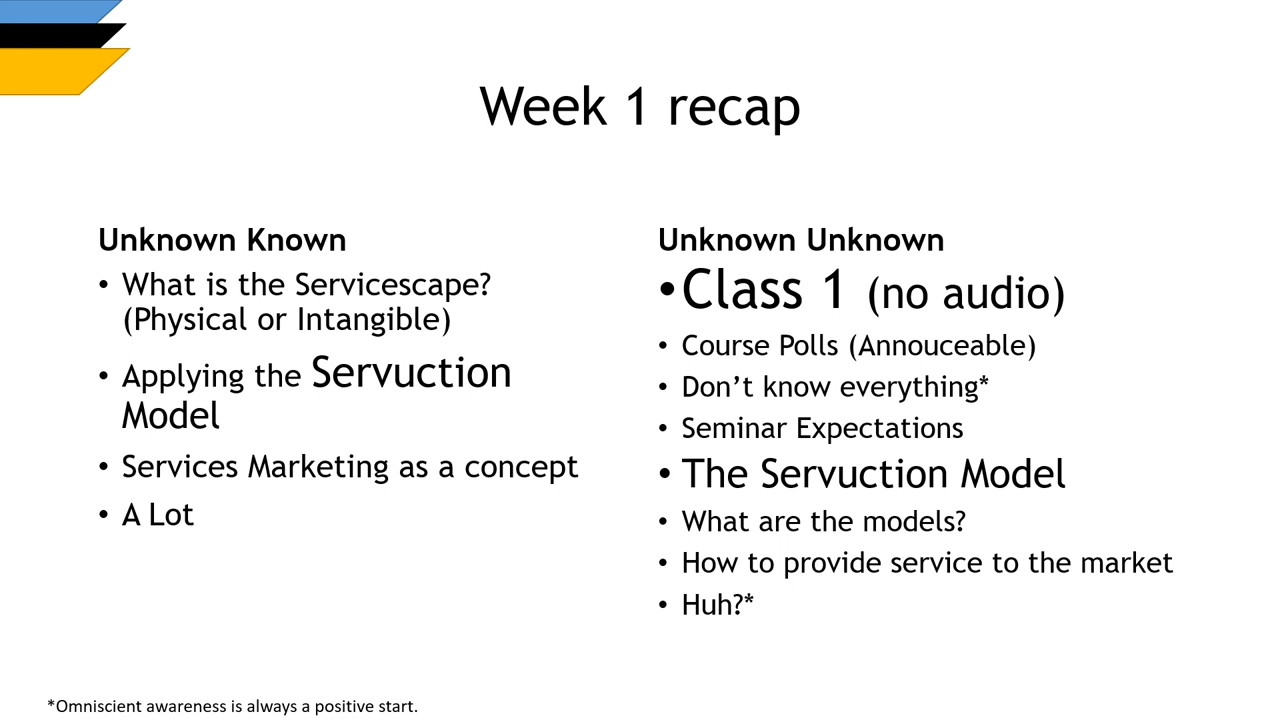 Week 1 recap
Unknown Known
• What is the Servicescape?
(Physical or Intangible)
• Applying the Servuction
Model
• Services Marketing as a concept
• A Lot
Unknown Unknown
• Class 1 (no audio)
• Course Polls (Annouceable)
• Don’t know everything*
• Seminar Expectations
• The Servuction Model
• What are the models?
• How to provide service to the market
• Huh?*
*Omniscient awareness is always a positive start.